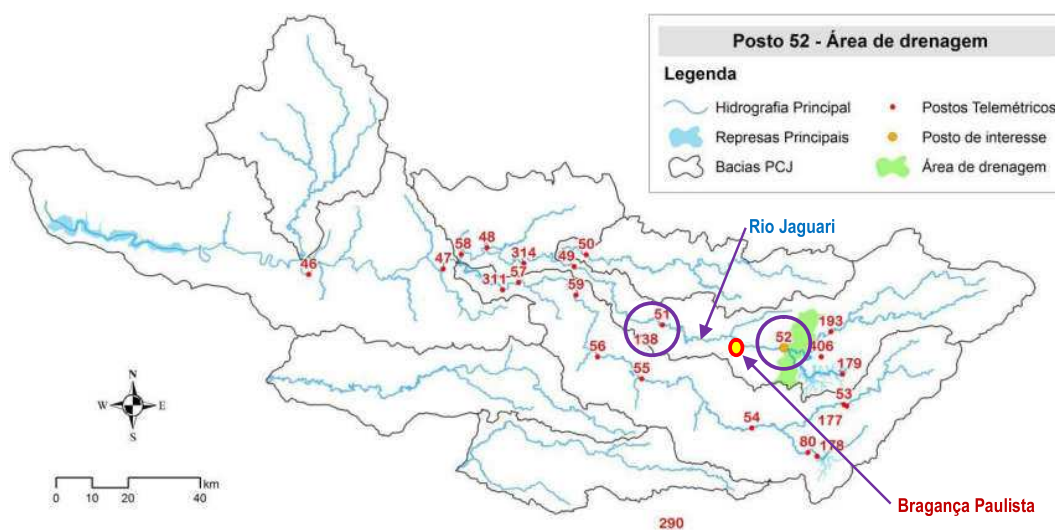 Posto 52 - Área de drenagem
Legenda
Hidrografia Principal
Postos Telemétricos
Represas Principais
Posto de interesse
Bacias PCJ
Área de drenagem
Rio Jaguari
58
48
50
314
47
49
46
57
311
59
51
193
52
138
406
56
179
55
53
54
177
80
178
N
W
E
S
0
10
20
40
km
Bragança Paulista
290